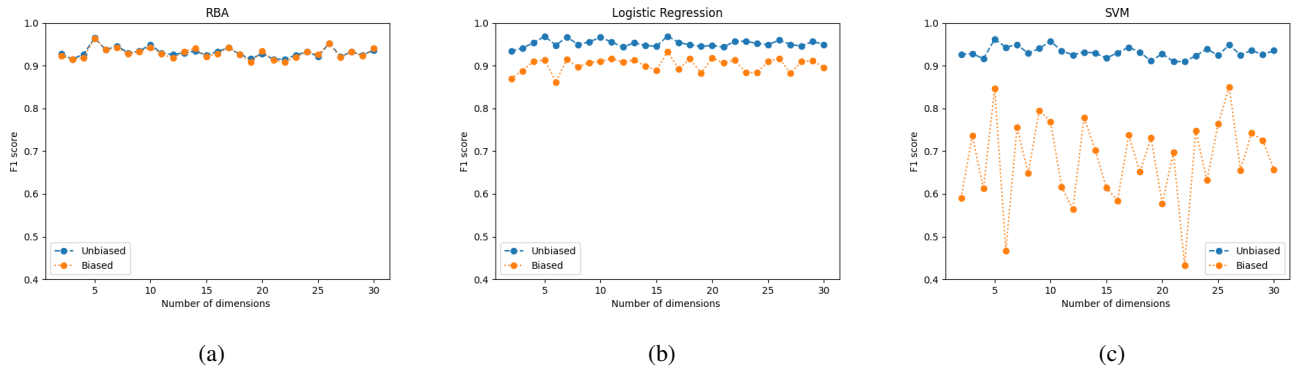 RBA
1.0
0.9
0.8
0.7
0.6
0.5
0.4
F1 score
Unbiased
Biased
5 10 15 20 25 30
Number of dimensions
(a)
Logistic Regression
1.0
0.9
0.8
0.7
0.6
0.5
0.4
F1 score
Unbiased
Biased
5 10 15 20 25 30
Number of dimensions
(b)
SVM
1.0
0.9
0.8
0.7
0.6
0.5
0.4
F1 score
Unbiased
Biased
5 10 15 20 25 30
Number of dimensions
(c)